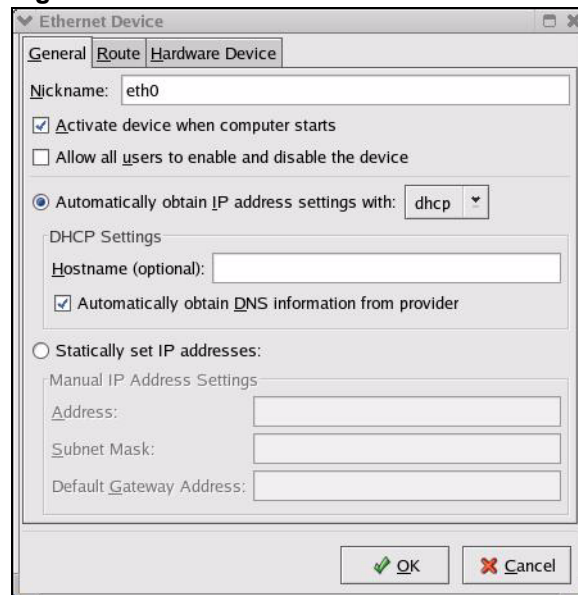 Ethernet Device
General Route Hardware Device
Nickname: eth0
Activate device when computer starts
Allow all users to enable and disable the device
Automatically obtain IP address settings with: dhcp
DHCP Settings
Hostname (optional):
Automatically obtain DNS information from provider
Statically set IP addresses:
Manual IP Address Settings
Address:
Subnet Mask:
Default Gateway Address:
OK Cancel